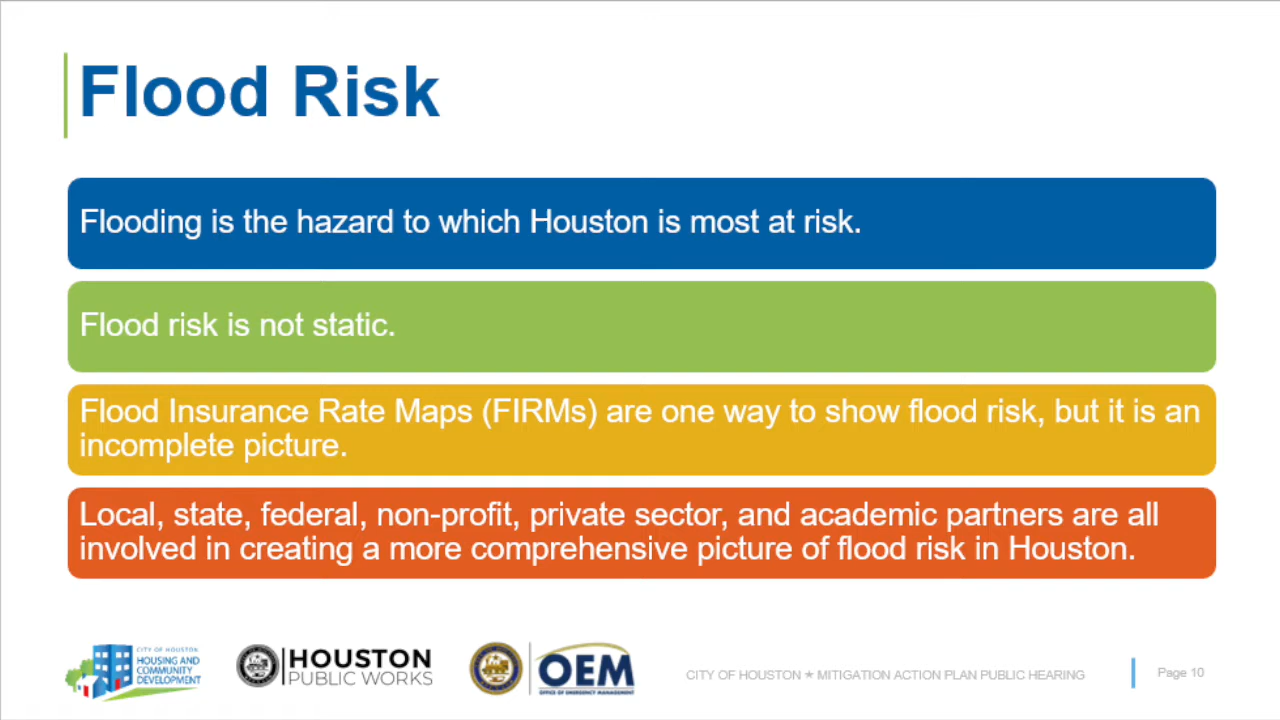 Flood Risk
Flooding is the hazard to which Houston is most at risk.
Flood risk is not static.
Flood Insurance Rate Maps (FIRMs) are one way to show flood risk, but it is an
incomplete picture.
Local, state, federal, non-profit, private sector, and academic partners are all
involved in creating a more comprehensive picture of flood risk in Houston.
CITY OF HOUSTON
HOUSING AND
COMMUNITY
DEVELOPMENT
HOUSTON
PUBLIC WORKS
OEM
OFFICE OF EMERGENCY MANAGEMENT
CITY OF HOUSTON ★ MITIGATION ACTION PLAN PUBLIC HEARING
Page 10